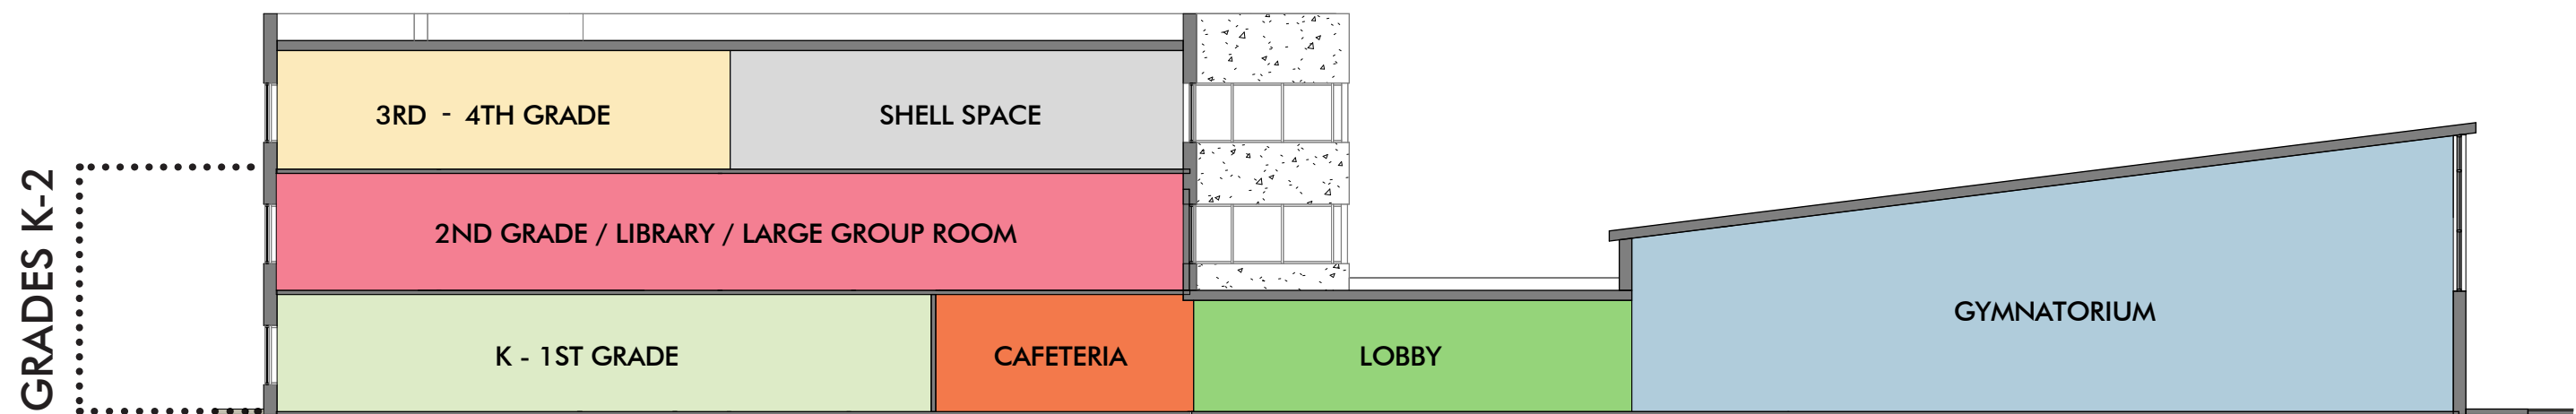 GRADES K-2
3RD - 4TH GRADE
SHELL SPACE
2ND GRADE / LIBRARY / LARGE GROUP ROOM
K - 1ST GRADE
CAFETERIA
LOBBY
GYMNATORIUM